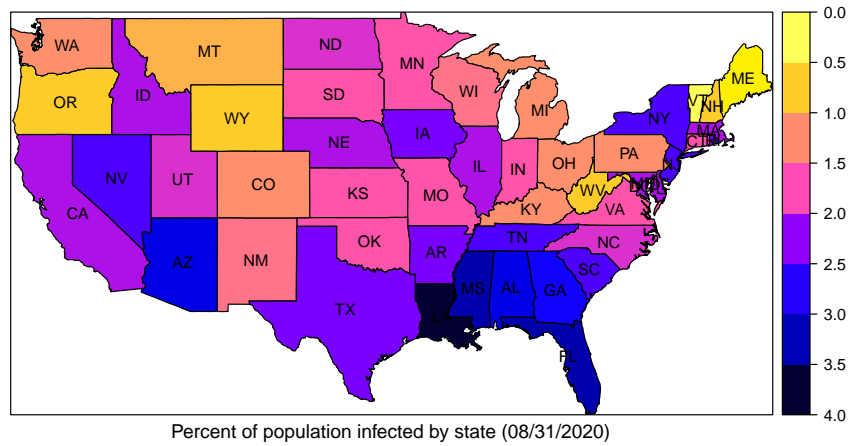 WA
MT
ND
MN
ME
OR
ID
SD
WI
VT
NH
WY
MI
NY
MA
NE
IA
CT
NV
UT
IL
IN
OH
PA
NJ
CA
CO
KS
MO
WV
KY
VA
AZ
NM
OK
AR
TN
NC
SC
TX
MS
AL
GA
FL
0.0
0.5
1.0
1.5
2.0
2.5
3.0
3.5
4.0
Percent of population infected by state (08/31/2020)